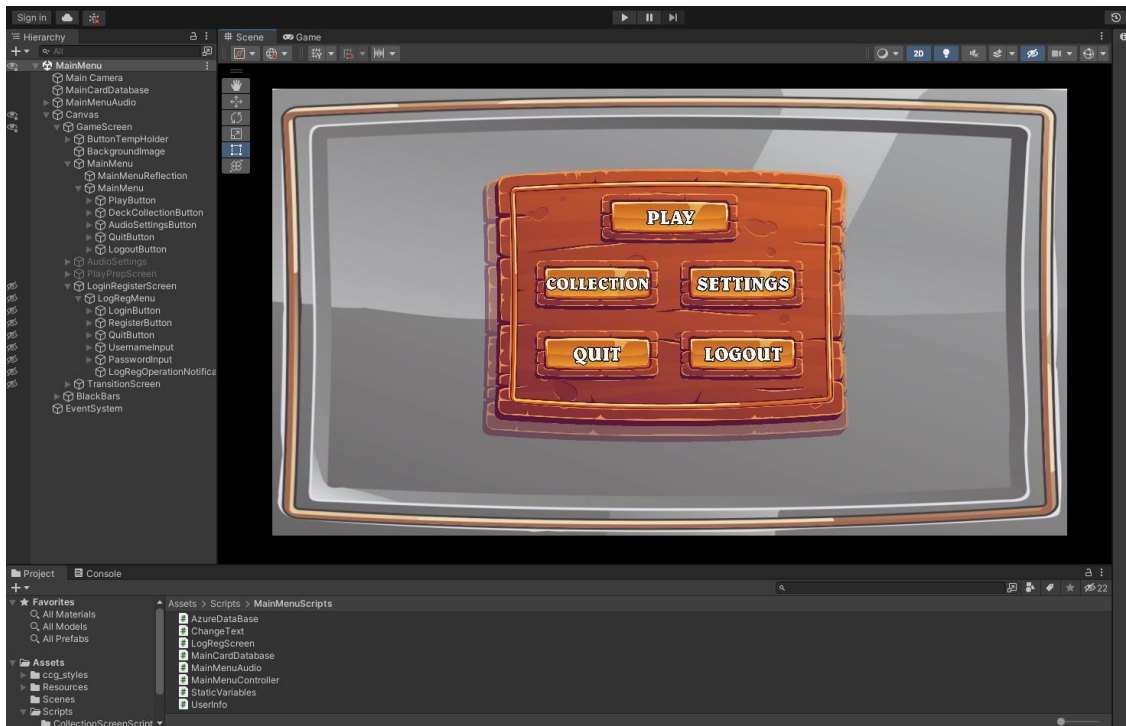 Sign in
Hierarchy
Scene
Game
All
2D
MainMenu
Main Camera
MainCardDatabase
MainMenuAudio
Canvas
GameScreen
ButtonTempHolder
BackgroundImage
MainMenu
MainMenuReflection
MainMenu
PlayButton
DeckCollectionButton
AudioSettingsButton
QuitButton
LogoutButton
AudioSettings
PlayPrepScreen
LoginRegisterScreen
LogRegMenu
LoginButton
RegisterButton
QuitButton
UsernameInput
PasswordInput
LogRegOperationNotifica
TransitionScreen
BlackBars
EventSystem
PLAY
COLLECTION
SETTINGS
QUIT
LOGOUT
Project
Console
22
Favorites
All Materials
All Models
All Prefabs
Assets
ccg_styles
Resources
Scenes
Scripts
CollectionScreenScript
Assets > Scripts > MainMenuScripts
AzureDataBase
ChangeText
LogRegScreen
MainCardDatabase
MainMenuAudio
MainMenuController
StaticVariables
UserInfo